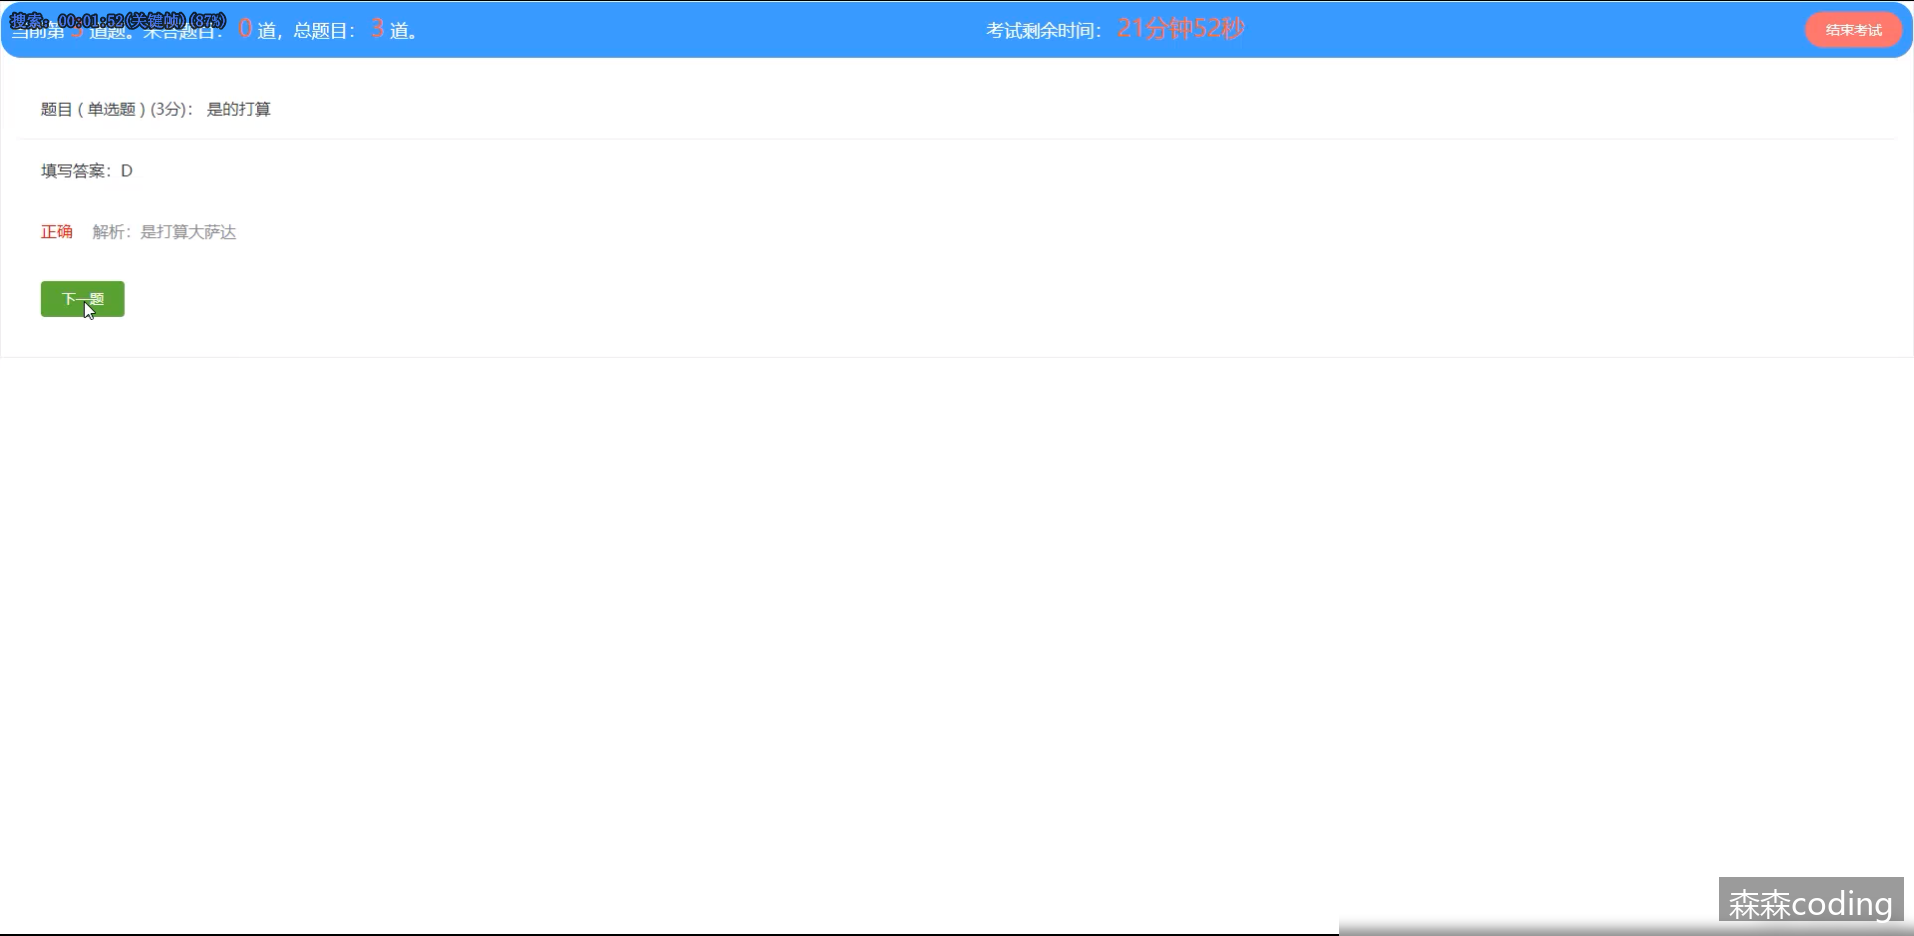 搜索: 00:01:52(关键帧)(87%)
当前第 3 道题。未答题目： 0 道，总题目： 3 道。
考试剩余时间： 21分钟52秒
结束考试
题目 ( 单选题 ) (3分)： 是的打算
填写答案：D
正确 解析：是打算大萨达
下一题
森森coding